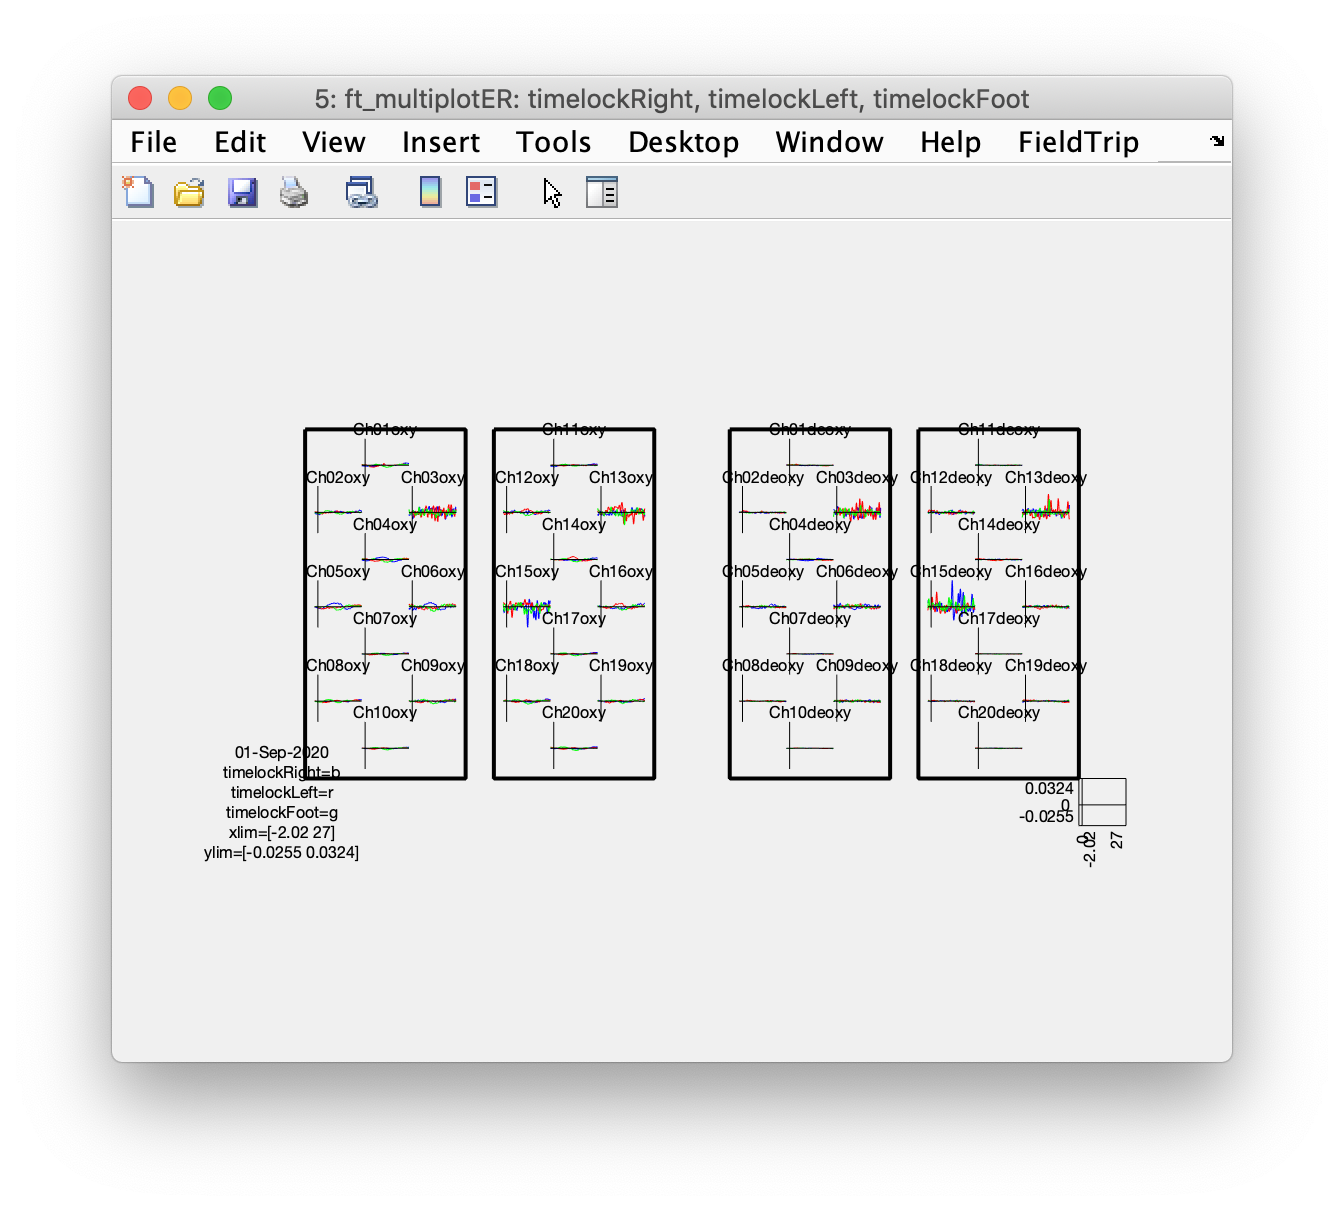 5: ft_multiplotER: timelockRight, timelockLeft, timelockFoot
File Edit View Insert Tools Desktop Window Help FieldTrip
Ch01oxy Ch11oxy Ch01deoxy Ch11deoxy
Ch02oxy Ch03oxy Ch12oxy Ch13oxy Ch02deoxy Ch03deoxy Ch12deoxy Ch13deoxy
Ch04oxy Ch14oxy Ch04deoxy Ch14deoxy
Ch05oxy Ch06oxy Ch15oxy Ch16oxy Ch05deoxy Ch06deoxy Ch15deoxy Ch16deoxy
Ch07oxy Ch17oxy Ch07deoxy Ch17deoxy
Ch08oxy Ch09oxy Ch18oxy Ch19oxy Ch08deoxy Ch09deoxy Ch18deoxy Ch19deoxy
Ch10oxy Ch20oxy Ch10deoxy Ch20deoxy
01-Sep-2020
timelockRight=b
timelockLeft=r
timelockFoot=g
xlim=[-2.02 27]
ylim=[-0.0255 0.0324]
0.0324
0
-0.0255
-2.02
0
27